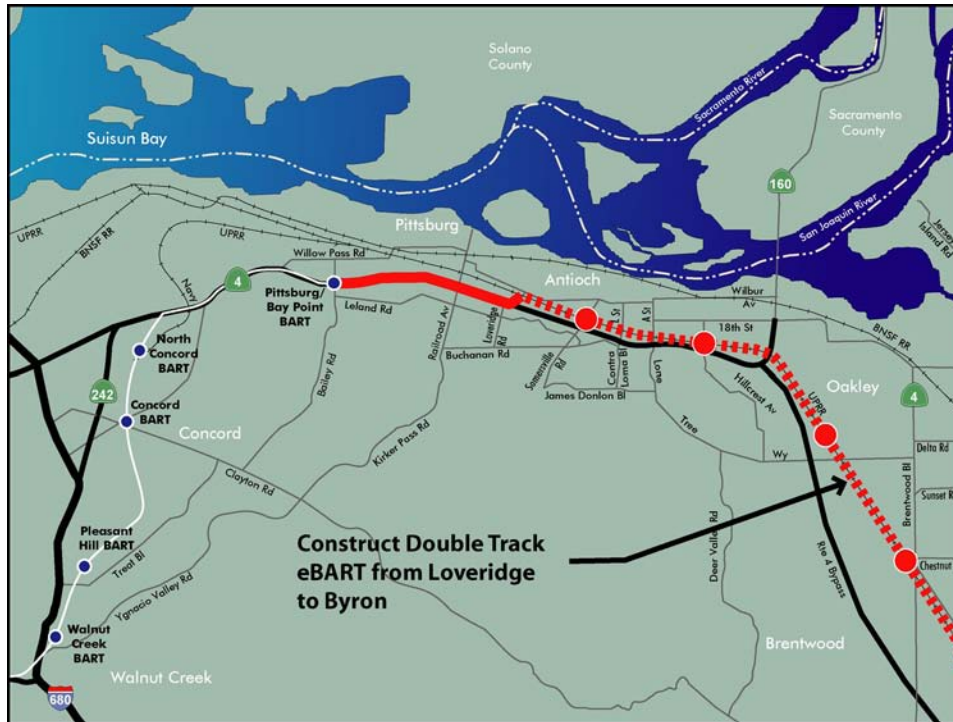 Solano
County
Sacramento River
Sacramento
County
Suisun Bay
160
San Joaquin River
Jersey
Island Rd
Pittsburg
UPRR
BNSF RR
UPRR
Willow Pass Rd
4
Navy
Pittsburg/
Bay Point
BART
Leland Rd
Antioch
Wilbur
Av
L St
A St
18th St
BNSF RR
North
Concord
BART
Bailey Rd
Railroad Av
Loveridge
Rd
Buchanan Rd
Somersville
Rd
Contra
Loma Bl
Lone
Hillcrest Av
UPRR
Oakley
4
242
Concord
BART
Concord
James Donlon Bl
Tree
Wy
Delta Rd
Kirker Pass Rd
Clayton Rd
Brentwood Bl
Sunset R
Pleasant
Hill BART
Treat Bl
Construct Double Track
eBART from Loveridge
to Byron
Deer Valley Rd
Rte 4 Bypass
Chestnut
Ygnacio Valley Rd
Walnut
Creek
BART
Brentwood
Walnut Creek
680